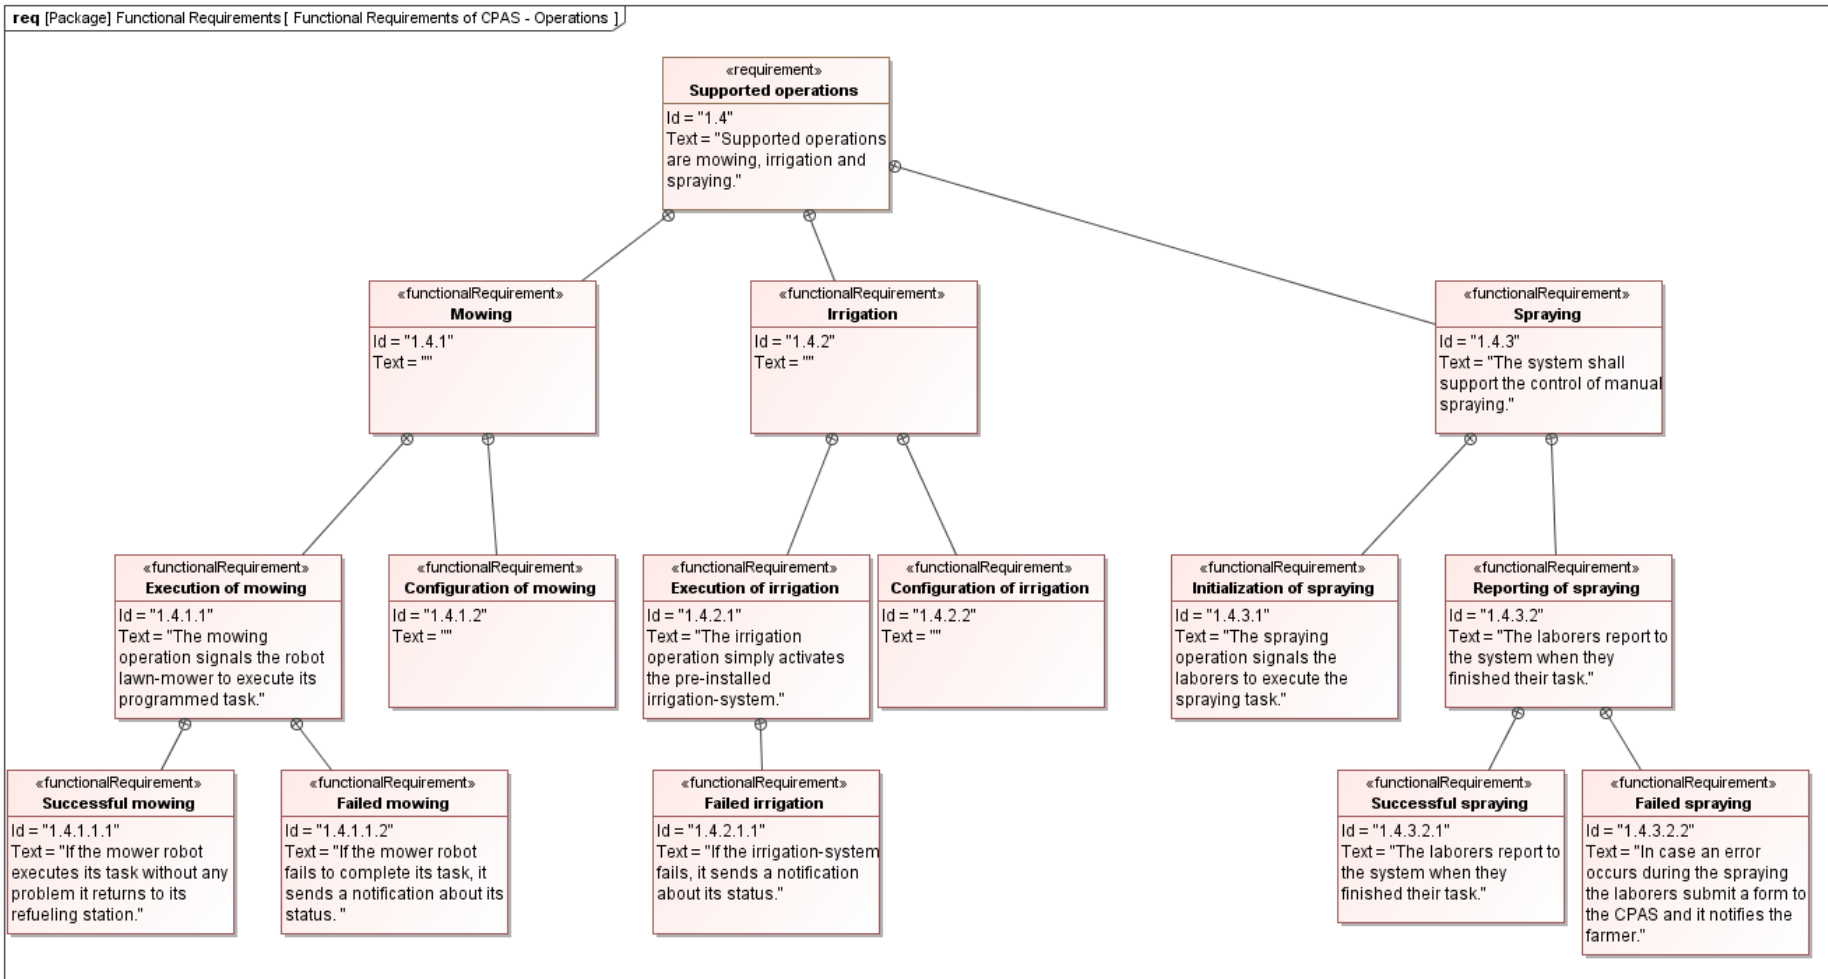 req [Package] Functional Requirements [ Functional Requirements of CPAS - Operations ]
«requirement»
Supported operations
Id = "1.4"
Text = "Supported operations
are mowing, irrigation and
spraying."
«functionalRequirement»
Mowing
Id = "1.4.1"
Text = ""
«functionalRequirement»
Irrigation
Id = "1.4.2"
Text = ""
«functionalRequirement»
Spraying
Id = "1.4.3"
Text = "The system shall
support the control of manual
spraying."
«functionalRequirement»
Execution of mowing
Id = "1.4.1.1"
Text = "The mowing
operation signals the robot
lawn-mower to execute its
programmed task."
«functionalRequirement»
Configuration of mowing
Id = "1.4.1.2"
Text = ""
«functionalRequirement»
Execution of irrigation
Id = "1.4.2.1"
Text = "The irrigation
operation simply activates
the pre-installed
irrigation-system."
«functionalRequirement»
Configuration of irrigation
Id = "1.4.2.2"
Text = ""
«functionalRequirement»
Initialization of spraying
Id = "1.4.3.1"
Text = "The spraying
operation signals the
laborers to execute the
spraying task."
«functionalRequirement»
Reporting of spraying
Id = "1.4.3.2"
Text = "The laborers report to
the system when they
finished their task."
«functionalRequirement»
Successful mowing
Id = "1.4.1.1.1"
Text = "If the mower robot
executes its task without any
problem it returns to its
refueling station."
«functionalRequirement»
Failed mowing
Id = "1.4.1.1.2"
Text = "If the mower robot
fails to complete its task, it
sends a notification about its
status. "
«functionalRequirement»
Failed irrigation
Id = "1.4.2.1.1"
Text = "If the irrigation-system
fails, it sends a notification
about its status."
«functionalRequirement»
Successful spraying
Id = "1.4.3.2.1"
Text = "The laborers report to
the system when they
finished their task."
«functionalRequirement»
Failed spraying
Id = "1.4.3.2.2"
Text = "In case an error
occurs during the spraying
the laborers submit a form to
the CPAS and it notifies the
farmer."